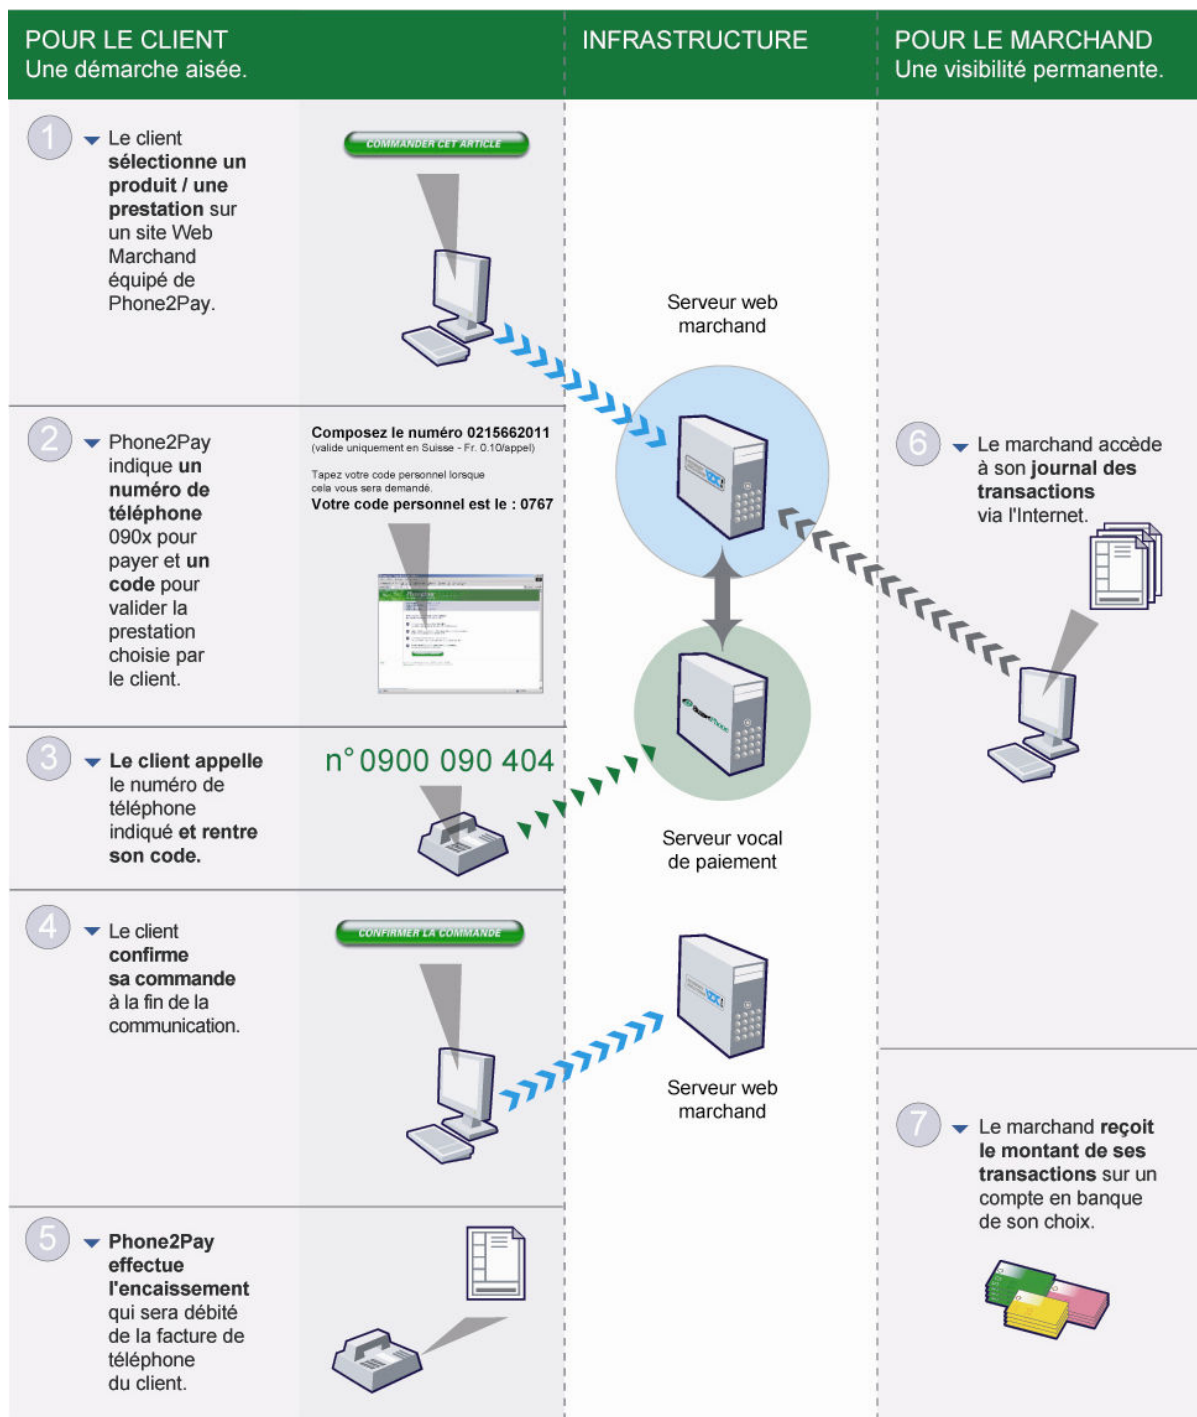 POUR LE CLIENT
Une démarche aisée.
INFRASTRUCTURE
POUR LE MARCHAND
Une visibilité permanente.
1
Le client
sélectionne un
produit / une
prestation sur
un site Web
Marchand
équipé de
Phone2Pay.
COMMANDER CET ARTICLE
Serveur web
marchand
2
Phone2Pay
indique un
numéro de
téléphone
090x pour
payer et un
code pour
valider la
prestation
choisie par
le client.
Composez le numéro 0215662011
(valide uniquement en Suisse - Fr. 0.10/appel)
Tapez votre code personnel lorsque
cela vous sera demandé.
Votre code personnel est le : 0767
3
Le client appelle
le numéro de
téléphone
indiqué et rentre
son code.
n° 0900 090 404
Serveur vocal
de paiement
4
Le client
confirme
sa commande
à la fin de la
communication.
CONFIRMER LA COMMANDE
Serveur web
marchand
5
Phone2Pay
effectue
l'encaissement
qui sera débité
de la facture de
téléphone
du client.
6
Le marchand accède
à son journal des
transactions
via l'Internet.
7
Le marchand reçoit
le montant de ses
transactions sur un
compte en banque
de son choix.